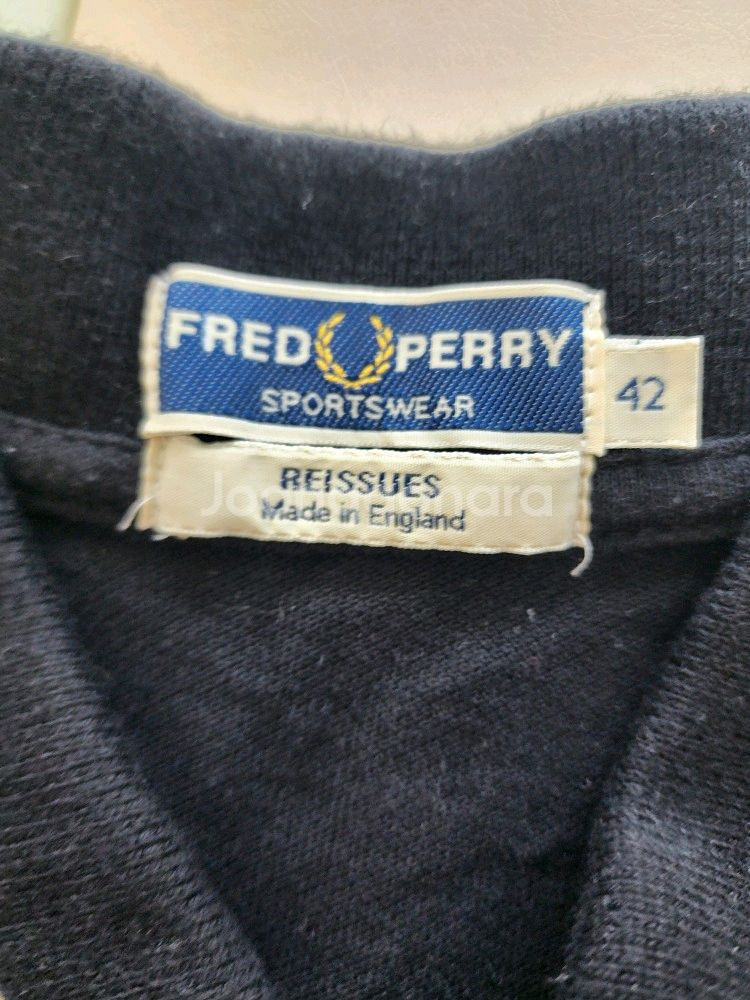 FRED PERRY
SPORTSWEAR
42
REISSUES
Made in England